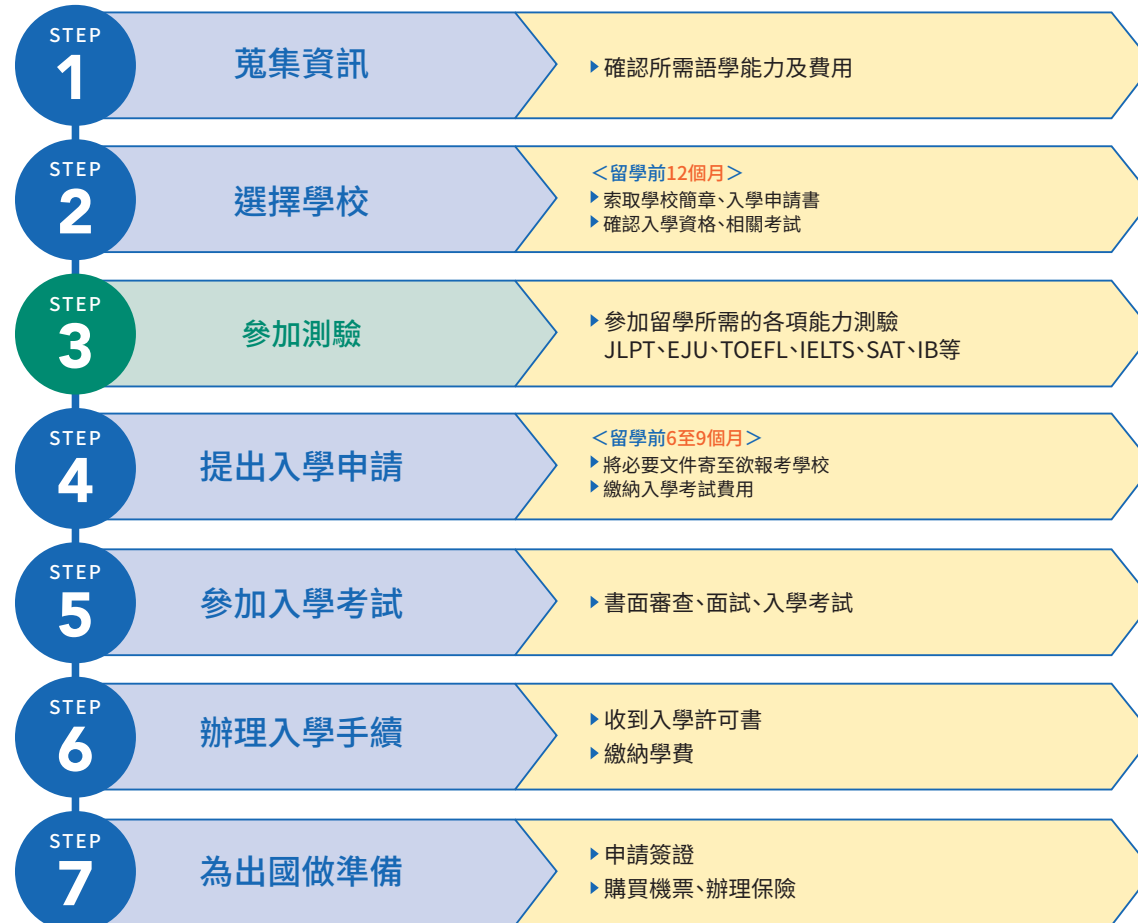 STEP
1
蒐集資訊
確認所需語學能力及費用
STEP
2
選擇學校
＜留學前12個月＞
索取學校簡章、入學申請書
確認入學資格、相關考試
STEP
3
參加測驗
參加留學所需的各項能力測驗
JLPT、EJU、TOEFL、IELTS、SAT、IB等
STEP
4
提出入學申請
＜留學前6至9個月＞
將必要文件寄至欲報考學校
繳納入學考試費用
STEP
5
參加入學考試
書面審查、面試、入學考試
STEP
6
辦理入學手續
收到入學許可書
繳納學費
STEP
7
為出國做準備
申請簽證
購買機票、辦理保險